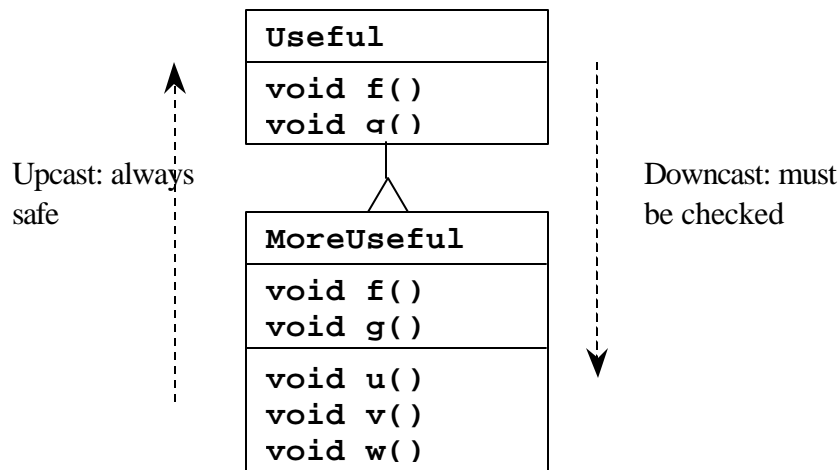 Useful
void f()
void g()
Upcast: always
safe
Downcast: must
be checked
MoreUseful
void f()
void g()
void u()
void v()
void w()